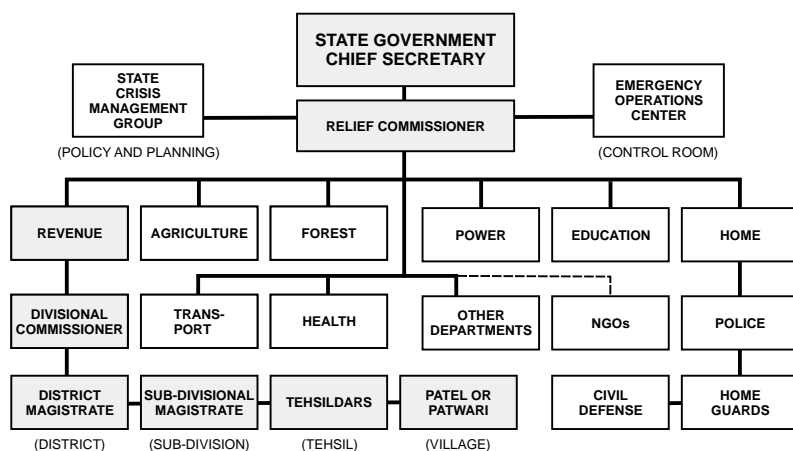 STATE GOVERNMENT
CHIEF SECRETARY
STATE
CRISIS
MANAGEMENT
GROUP
(POLICY AND PLANNING)
RELIEF COMMISSIONER
EMERGENCY
OPERATIONS
CENTER
(CONTROL ROOM)
REVENUE
AGRICULTURE
FOREST
POWER
EDUCATION
HOME
DIVISIONAL
COMMISSIONER
TRANS-
PORT
HEALTH
OTHER
DEPARTMENTS
NGOs
POLICE
DISTRICT
MAGISTRATE
(DISTRICT)
SUB-DIVISIONAL
MAGISTRATE
(SUB-DIVISION)
TEHSILDARS
(TEHSIL)
PATEL OR
PATWARI
(VILLAGE)
CIVIL
DEFENSE
HOME
GUARDS